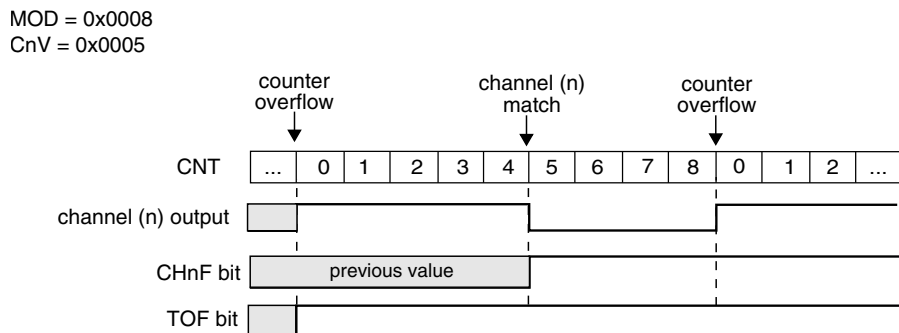 MOD = 0x0008
CnV = 0x0005
counter overflow
channel (n) match
counter overflow
CNT ... 0 1 2 3 4 5 6 7 8 0 1 2 ...
channel (n) output
CHnF bit previous value
TOF bit